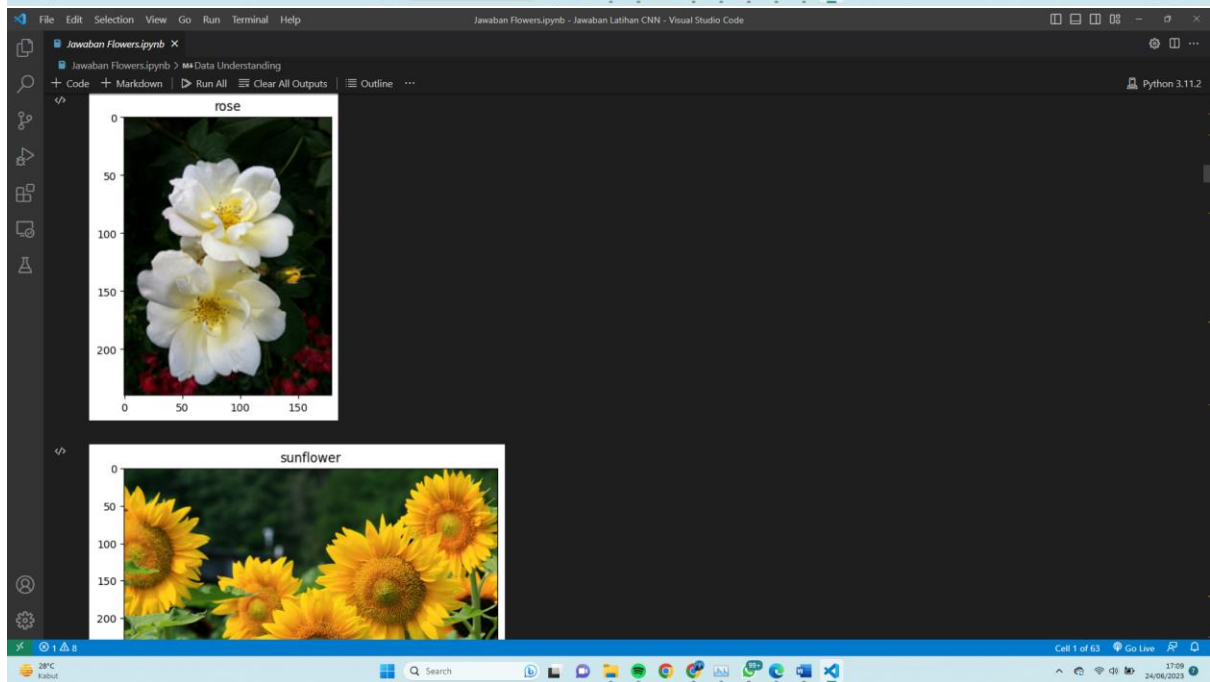 File Edit Selection View Go Run Terminal Help
Jawaban Flowers.ipynb - Jawaban Latihan CNN - Visual Studio Code
Jawaban Flowers.ipynb
Jawaban Flowers.ipynb > M↓ Data Understanding
+ Code + Markdown Run All Clear All Outputs Outline ...
Python 3.11.2
rose
0
50
100
150
200
0 50 100 150
sunflower
0
50
100
150
200
1 8
Cell 1 of 63 Go Live
28°C
Kabut
Search
99+
17:09
24/06/2023